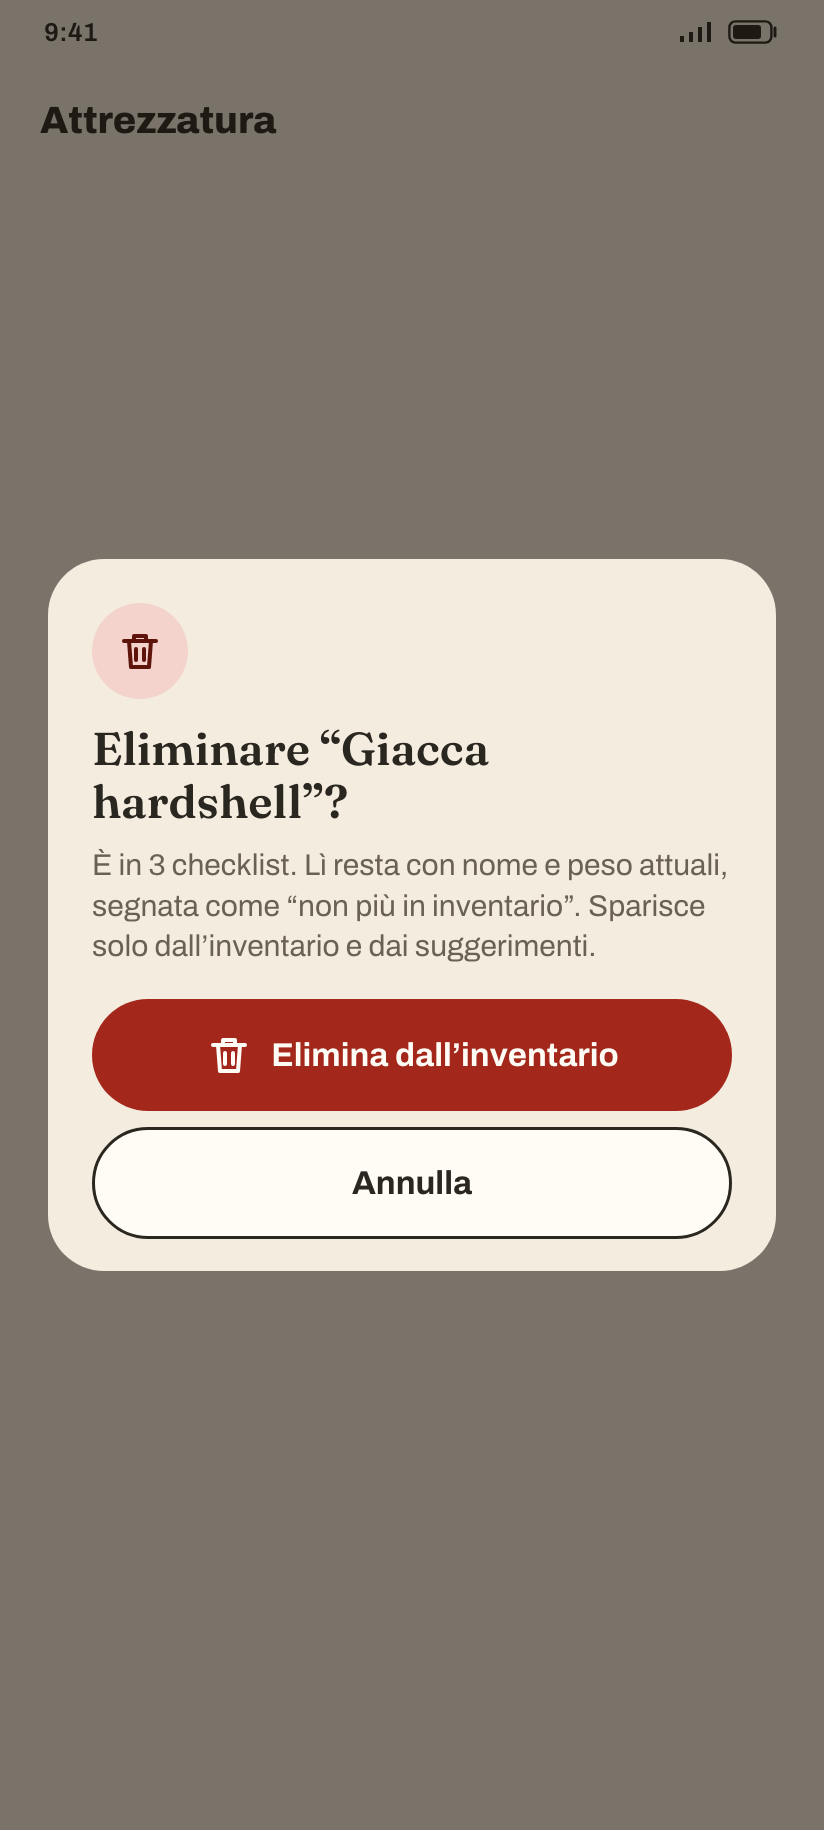 9:41
Attrezzatura
Eliminare “Giacca
hardshell”?
È in 3 checklist. Lì resta con nome e peso attuali,
segnata come “non più in inventario”. Sparisce
solo dall’inventario e dai suggerimenti.
Elimina dall’inventario
Annulla